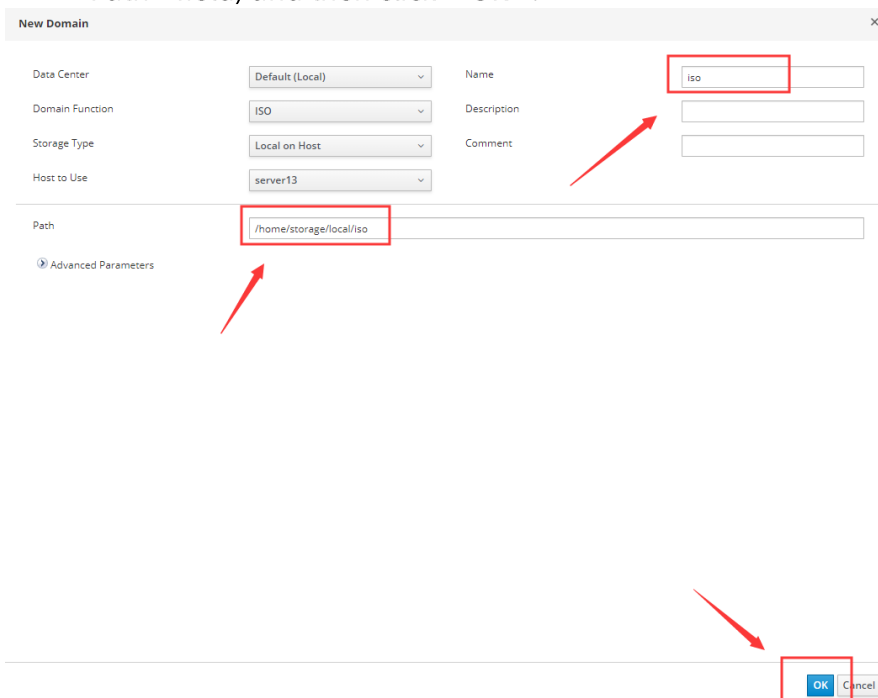 New Domain ×
Data Center Default (Local) Name iso
Domain Function ISO Description
Storage Type Local on Host Comment
Host to Use server13
Path /home/storage/local/iso
Advanced Parameters
OK Cancel